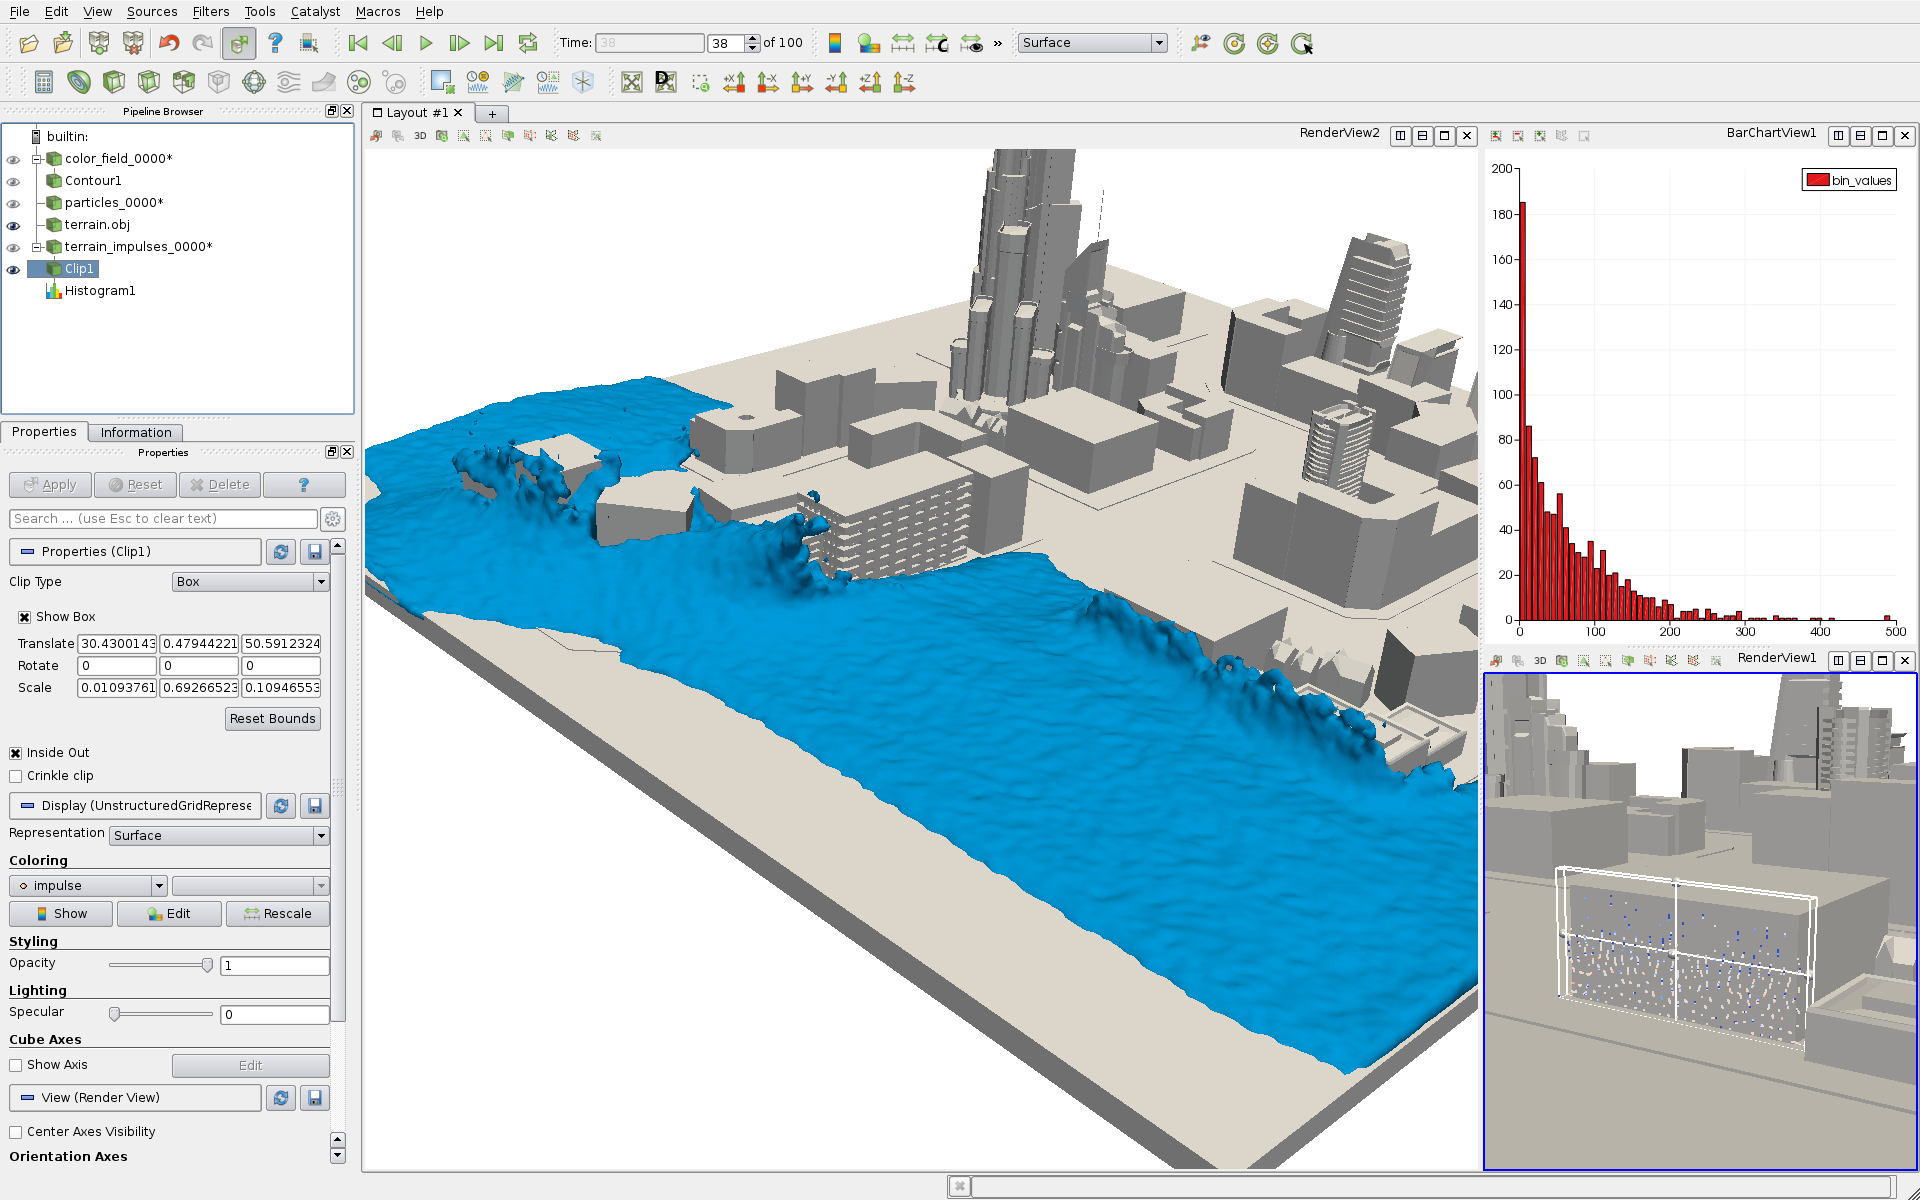 File Edit View Sources Filters Tools Catalyst Macros Help
Time: 38 38 of 100 » Surface
D +X -X +Y -Y +Z -Z
Pipeline Browser
builtin:
color_field_0000*
Contour1
particles_0000*
terrain.obj
terrain_impulses_0000*
Clip1
Histogram1
Properties Information
Properties
Apply Reset Delete ?
Search ... (use Esc to clear text)
Properties (Clip1)
Clip Type Box
Show Box
Translate 30.4300143 0.47944221 50.5912324
Rotate 0 0 0
Scale 0.01093761 0.69266523 0.10946553
Reset Bounds
Inside Out
Crinkle clip
Display (UnstructuredGridReprese
Representation Surface
Coloring
impulse
Show Edit Rescale
Styling
Opacity 1
Lighting
Specular 0
Cube Axes
Show Axis Edit
View (Render View)
Center Axes Visibility
Orientation Axes
Layout #1 +
3D RenderView2
BarChartView1
bin_values
200
180
160
140
120
100
80
60
40
20
0
0 100 200 300 400 500
3D RenderView1